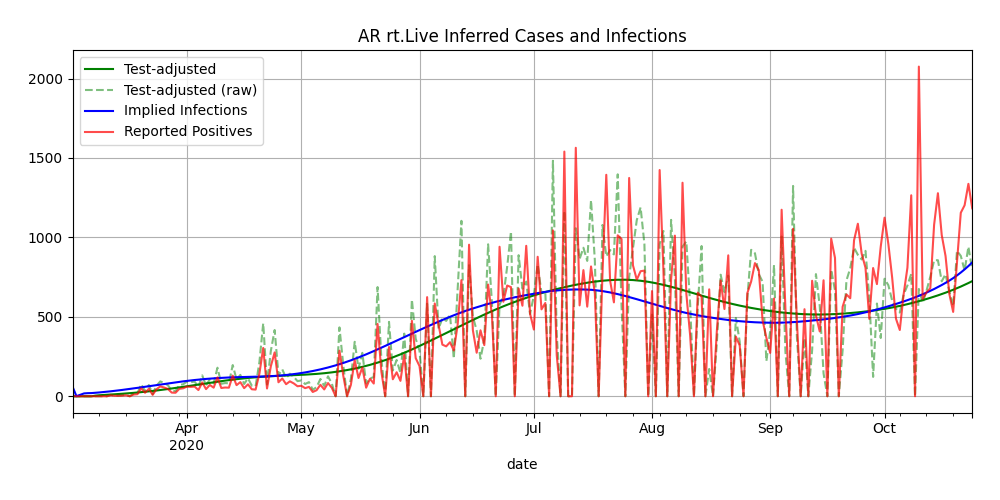 AR rt.Live Inferred Cases and Infections
Test-adjusted
Test-adjusted (raw)
Implied Infections
Reported Positives
2000
1500
1000
500
0
Apr
2020
May
Jun
Jul
Aug
Sep
Oct
date